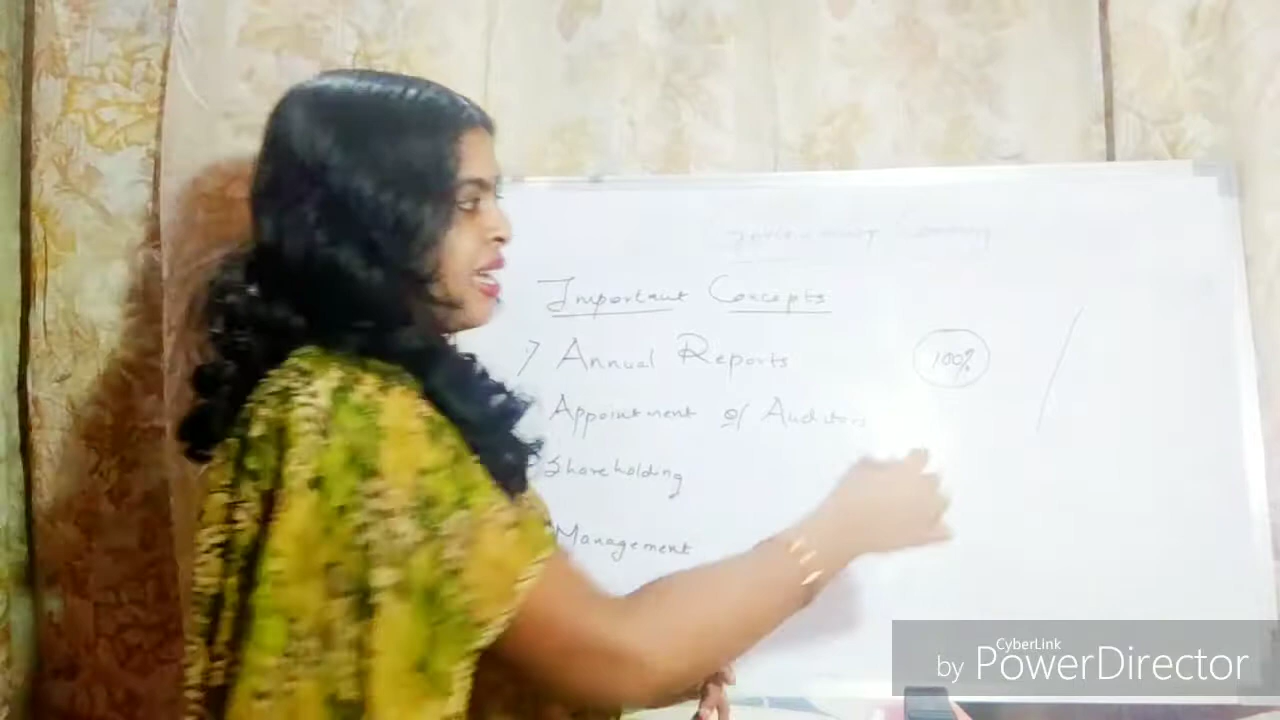 Important Concepts
Annual Reports
100%
Appointment of Auditors
Shareholding
Management
CyberLink
by PowerDirector